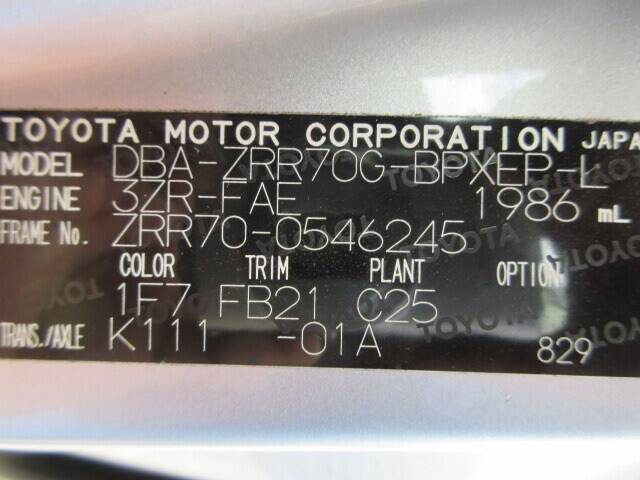 TOYOTA MOTOR CORPORATION JAPA
MODEL DBA-ZRR70G-BPXEP-L
ENGINE 3ZR-FAE 1986 mL
FRAME No. ZRR70-0546245
COLOR TRIM PLANT OPTION
1F7 FB21 C25
TRANS./AXLE K111 -01A 829